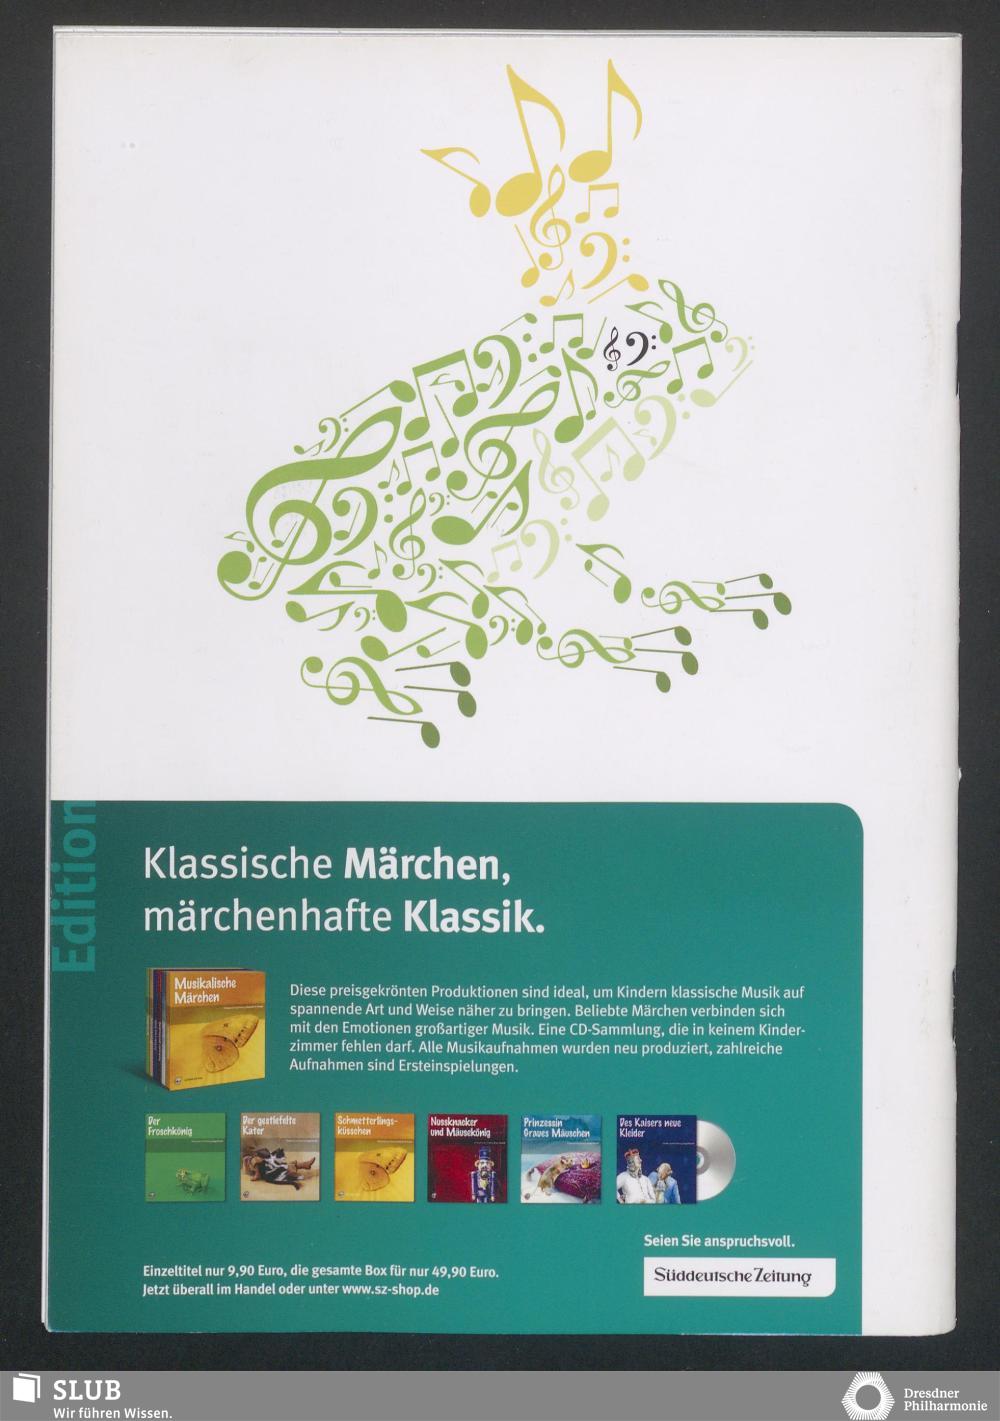 Edition
Klassische Märchen,
märchenhafte Klassik.
Musikalische
Märchen
Diese preisgekrönten Produktionen sind ideal, um Kindern klassische Musik auf
spannende Art und Weise näher zu bringen. Beliebte Märchen verbinden sich
mit den Emotionen großartiger Musik. Eine CD-Sammlung, die in keinem Kinder-
zimmer fehlen darf. Alle Musikaufnahmen wurden neu produziert, zahlreiche
Aufnahmen sind Ersteinspielungen.
Der
Froschkönig
Der gestiefelte
Kater
Schmetterlings-
küsschen
Nussknacker
und Mäusekönig
Prinzessin
Graues Mäuschen
Des Kaisers neue
Kleider
Seien Sie anspruchsvoll.
Süddeutsche Zeitung
Einzeltitel nur 9,90 Euro, die gesamte Box für nur 49,90 Euro.
Jetzt überall im Handel oder unter www.sz-shop.de
SLUB
Wir führen Wissen.
Dresdner
Philharmonie